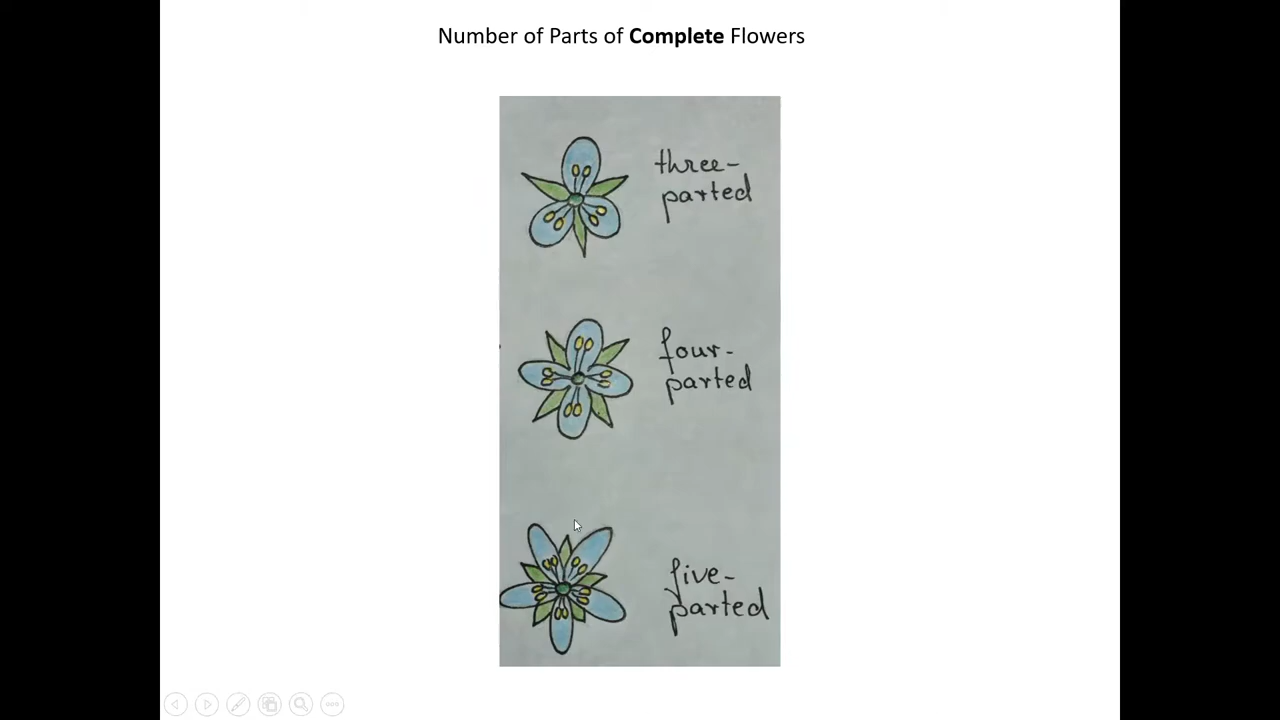 Number of Parts of Complete Flowers
three-
parted
four-
parted
five-
parted